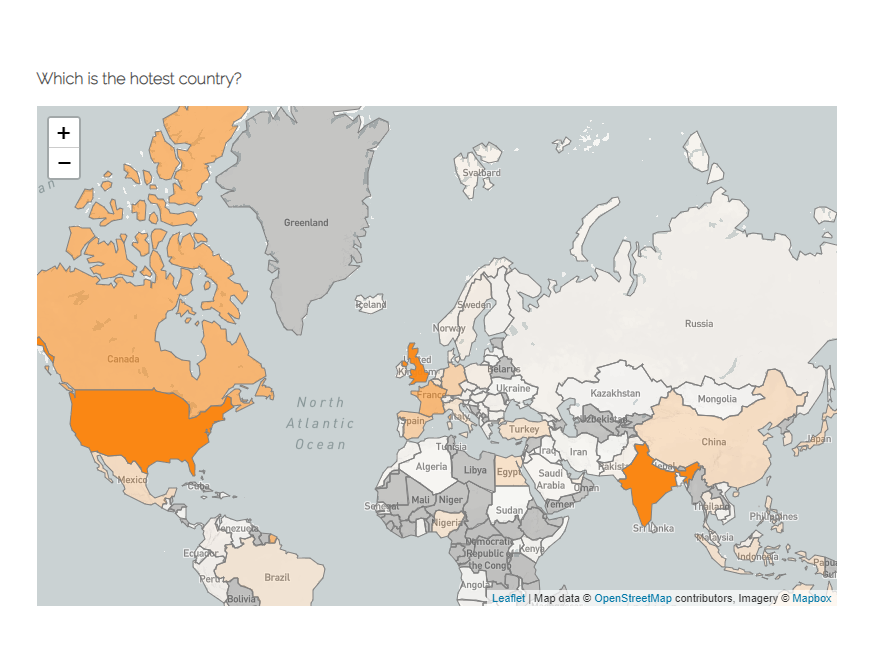 Which is the hotest country?
+
−
an
Svalbard
Greenland
Iceland
Sweden
Norway
Russia
Canada
United
Kingdom
Belarus
North
Atlantic
Ocean
France
Ukraine
Kazakhstan
Mongolia
Spain
Italy
Uzbekistan
Turkey
China
Japan
Tunisia
Algeria
Libya
Egypt
Iraq
Iran
Pakist
Nepal
Mexico
Cuba
Saudi
Arabia
Oman
Senegal
Mali
Niger
Sudan
Yemen
Thailand
Philippines
Venezuela
Nigeria
Sri Lanka
Malaysia
Ecuador
Democratic
Republic of
the Congo
Kenya
Indonesia
Papua
Peru
Brazil
Angola
Bolivia
Leaflet | Map data © OpenStreetMap contributors, Imagery © Mapbox